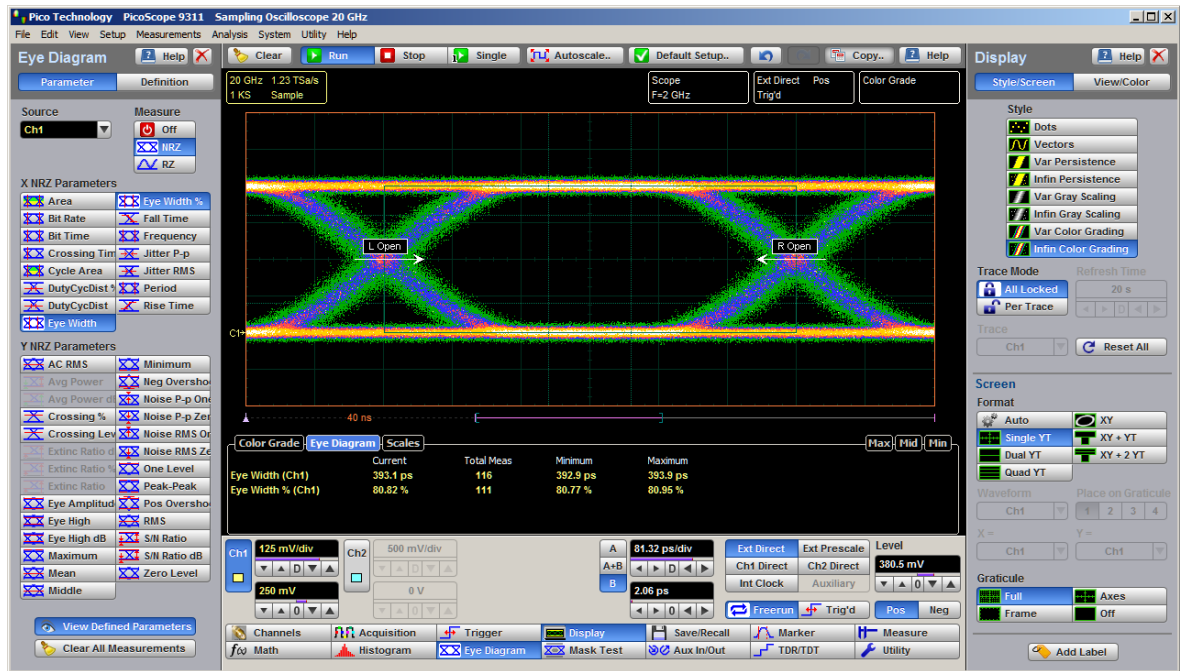 Pico Technology PicoScope 9311 Sampling Oscilloscope 20 GHz
File Edit View Setup Measurements Analysis System Utility Help
Eye Diagram Help
Parameter Definition
Source Measure
Ch1 Off
NRZ
RZ
X NRZ Parameters
Area Eye Width %
Bit Rate Fall Time
Bit Time Frequency
Crossing Tim Jitter P-p
Cycle Area Jitter RMS
DutyCycDist % Period
DutyCycDist Rise Time
Eye Width
Y NRZ Parameters
AC RMS Minimum
Avg Power Neg Oversho
Avg Power d Noise P-p One
Crossing % Noise P-p Zer
Crossing Lev Noise RMS On
Extinc Ratio d Noise RMS Ze
Extinc Ratio % One Level
Extinc Ratio Peak-Peak
Eye Amplitud Pos Oversho
Eye High RMS
Eye High dB S/N Ratio
Maximum S/N Ratio dB
Mean Zero Level
Middle
View Defined Parameters
Clear All Measurements
Clear Run Stop Single Autoscale.. Default Setup.. Copy.. Help
20 GHz 1.23 TSa/s
1 KS Sample
Scope
F=2 GHz
Ext Direct Pos
Trig'd
Color Grade
L Open R Open
C1+
40 ns
Color Grade Eye Diagram Scales Max Mid Min
Current Total Meas Minimum Maximum
Eye Width (Ch1) 393.1 ps 116 392.9 ps 393.9 ps
Eye Width % (Ch1) 80.82 % 111 80.77 % 80.95 %
Ch1 125 mV/div Ch2 500 mV/div A 81.32 ps/div Ext Direct Ext Prescale Level
D D A+B D Ch1 Direct Ch2 Direct 380.5 mV
250 mV 0 V B 2.06 ps Int Clock Auxiliary 0
0 0 0 Freerun Trig'd Pos Neg
Channels Acquisition Trigger Display Save/Recall Marker Measure
f(x) Math Histogram Eye Diagram Mask Test Aux In/Out TDR/TDT Utility
Display Help
Style/Screen View/Color
Style
Dots
Vectors
Var Persistence
Infin Persistence
Var Gray Scaling
Infin Gray Scaling
Var Color Grading
Infin Color Grading
Trace Mode Refresh Time
All Locked 20 s
Per Trace D
Trace
Ch1 Reset All
Screen
Format
Auto XY
Single YT XY + YT
Dual YT XY + 2 YT
Quad YT
Waveform Place on Graticule
Ch1 1 2 3 4
X = Y =
Ch1 Ch1
Graticule
Full Axes
Frame Off
Add Label